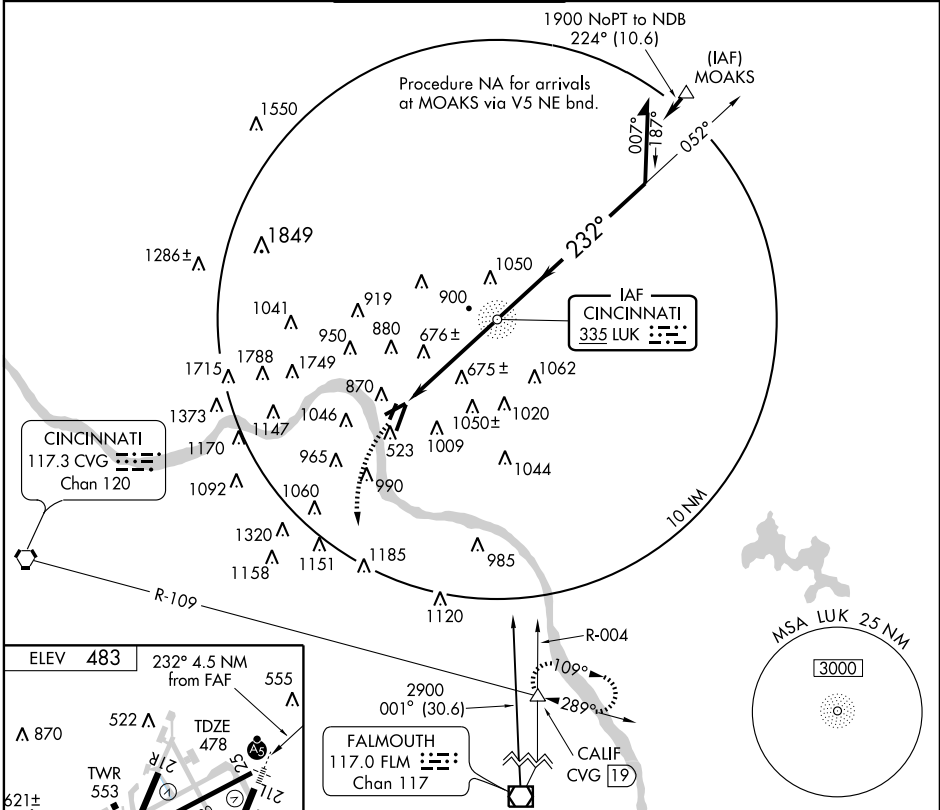 1900 NoPT to NDB
224° (10.6)
(IAF)
MOAKS
Procedure NA for arrivals
at MOAKS via V5 NE bnd.
1550
007°
187°
052°
232°
1849
1286±
1050
900
919
IAF
CINCINNATI
335 LUK
1041
950
880
676±
1715
1788
1749
675±
1062
870
1373
1147
1046
1050±
1020
1170
523
1009
CINCINNATI
117.3 CVG
Chan 120
965
1044
1092
990
1060
10 NM
1320
1158
1151
1185
985
1120
R-109
R-004
MSA LUK 25 NM
3000
109°
289°
2900
001° (30.6)
CALIF
CVG 19
FALMOUTH
117.0 FLM
Chan 117
ELEV 483
232° 4.5 NM
from FAF
555
870
522
TDZE
478
A5
TWR
553
21R
25
21L
V
V
621±